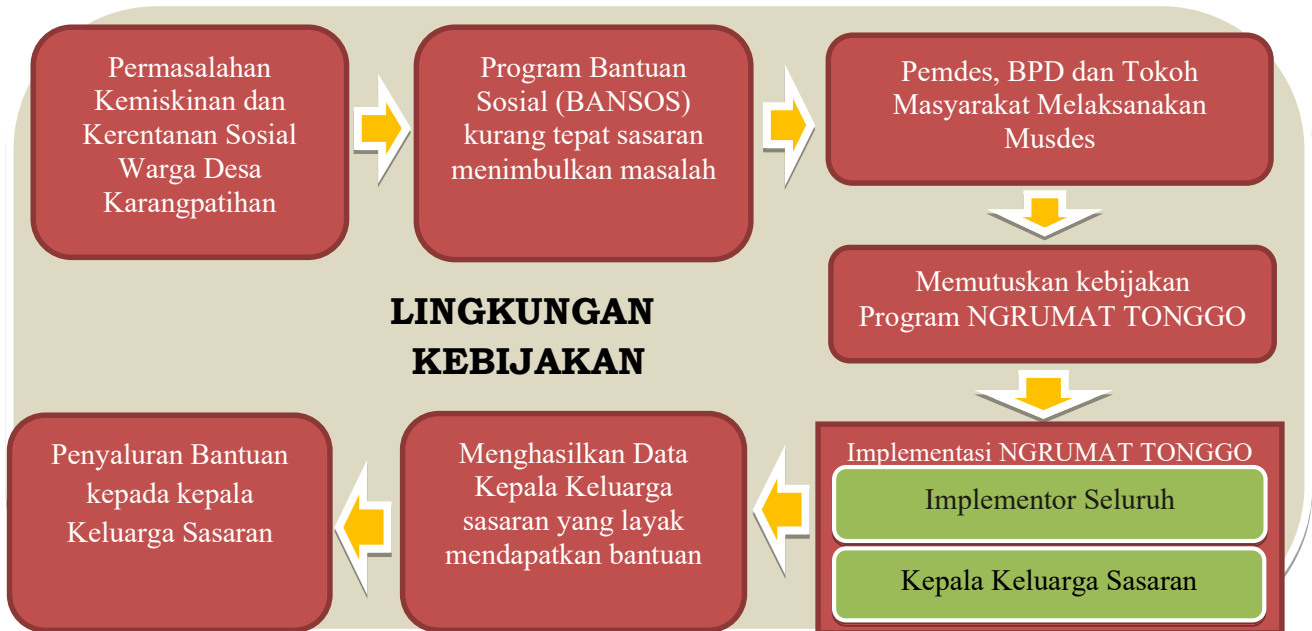 Permasalahan
Kemiskinan dan
Kerentanan Sosial
Warga Desa
Karangpatihan
Program Bantuan
Sosial (BANSOS)
kurang tepat sasaran
menimbulkan masalah
Pemdes, BPD dan Tokoh
Masyarakat Melaksanakan
Musdes
Memutuskan kebijakan
Program NGRUMAT TONGGO
LINGKUNGAN
KEBIJAKAN
Implementasi NGRUMAT TONGGO
Implementor Seluruh
Kepala Keluarga Sasaran
Menghasilkan Data
Kepala Keluarga
sasaran yang layak
mendapatkan bantuan
Penyaluran Bantuan
kepada kepala
Keluarga Sasaran